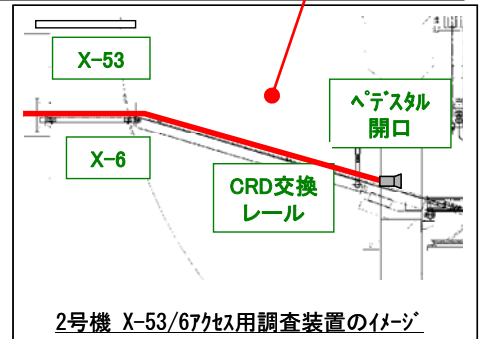 X-53
ﾍﾟﾃﾞｽﾀﾙ
開口
X-6
CRD交換
レール
2号機 X-53/6ｱｸｾｽ用調査装置のｲﾒｰｼﾞ